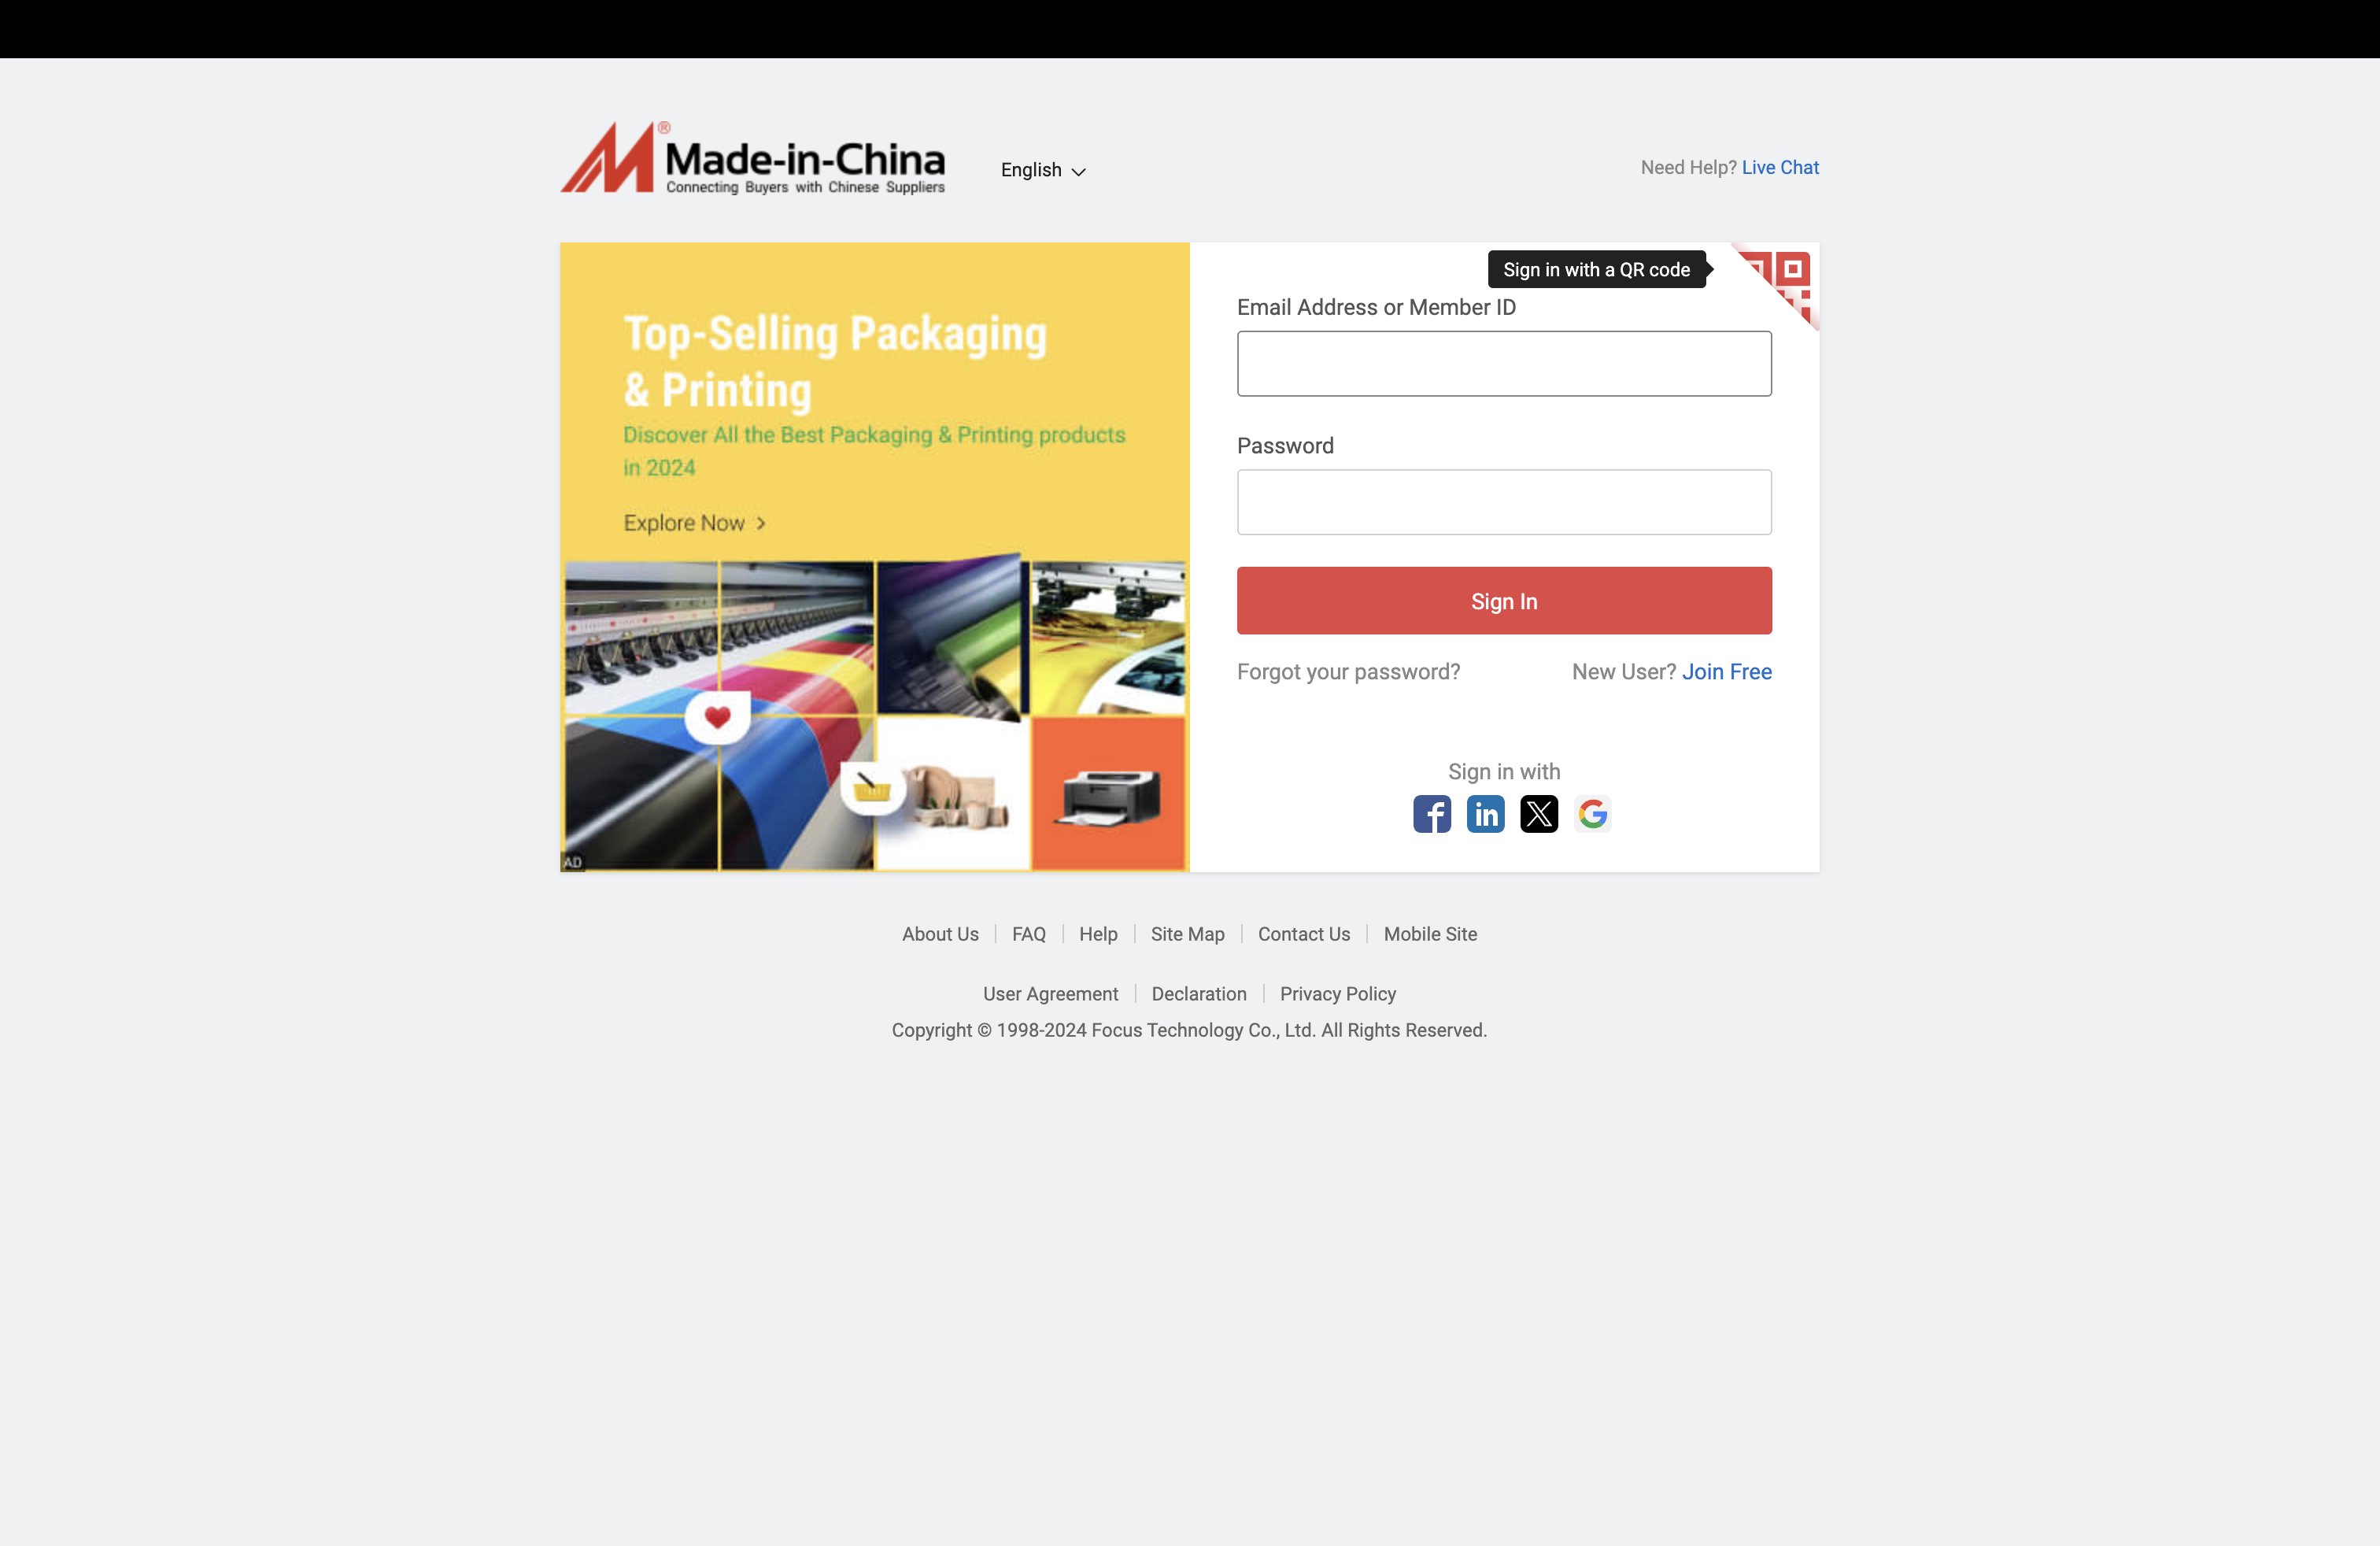 Made-in-China®
Connecting Buyers with Chinese Suppliers
English
Need Help? Live Chat
Top-Selling Packaging
& Printing
Discover All the Best Packaging & Printing products
in 2024
Explore Now >
AD
Sign in with a QR code
Email Address or Member ID
Password
Sign In
Forgot your password?
New User? Join Free
Sign in with
About Us | FAQ | Help | Site Map | Contact Us | Mobile Site
User Agreement | Declaration | Privacy Policy
Copyright © 1998-2024 Focus Technology Co., Ltd. All Rights Reserved.